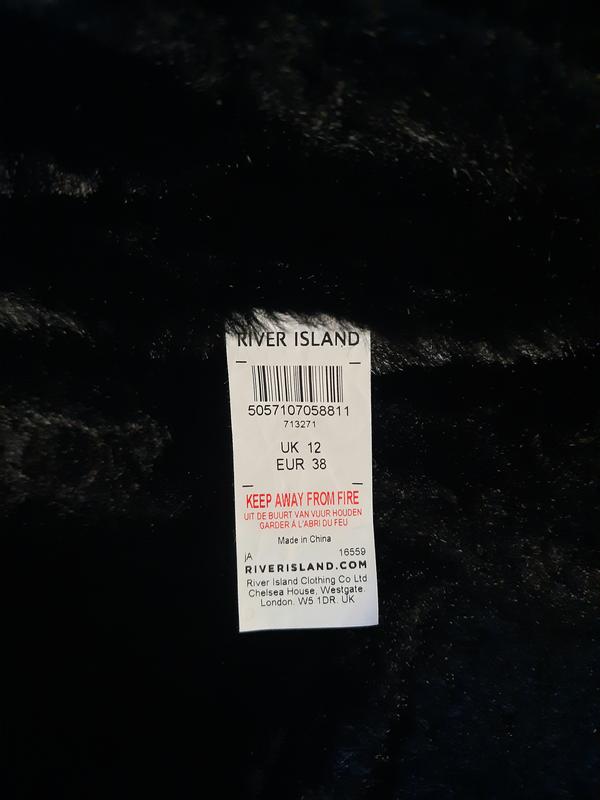 RIVER ISLAND
5057107058811
713271
UK 12
EUR 38
KEEP AWAY FROM FIRE
UIT DE BUURT VAN VUUR HOUDEN
GARDER Á L'ABRI DU FEU
Made in China
jA 16559
RIVERISLAND.COM
River Island Clothing Co Ltd
Chelsea House, Westgate.
London. W5 1DR. UK